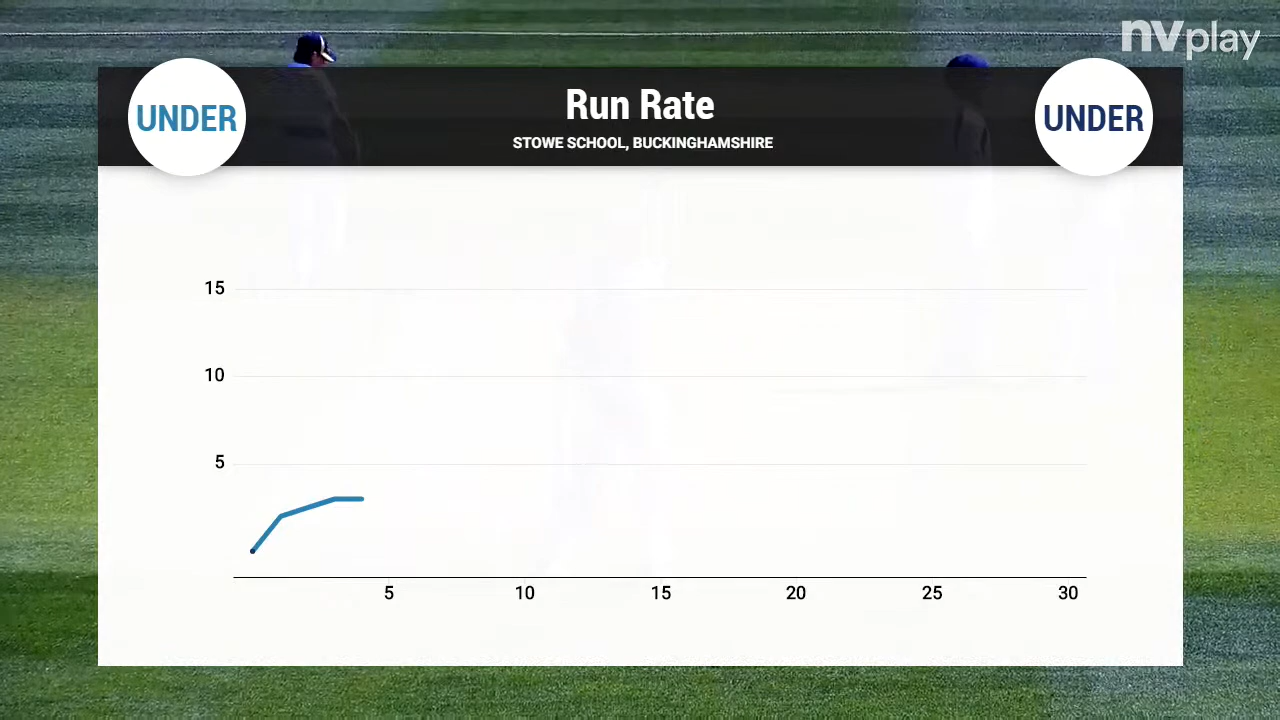 nvplay
UNDER
Run Rate
UNDER
STOWE SCHOOL, BUCKINGHAMSHIRE
15
10
5
5 10 15 20 25 30